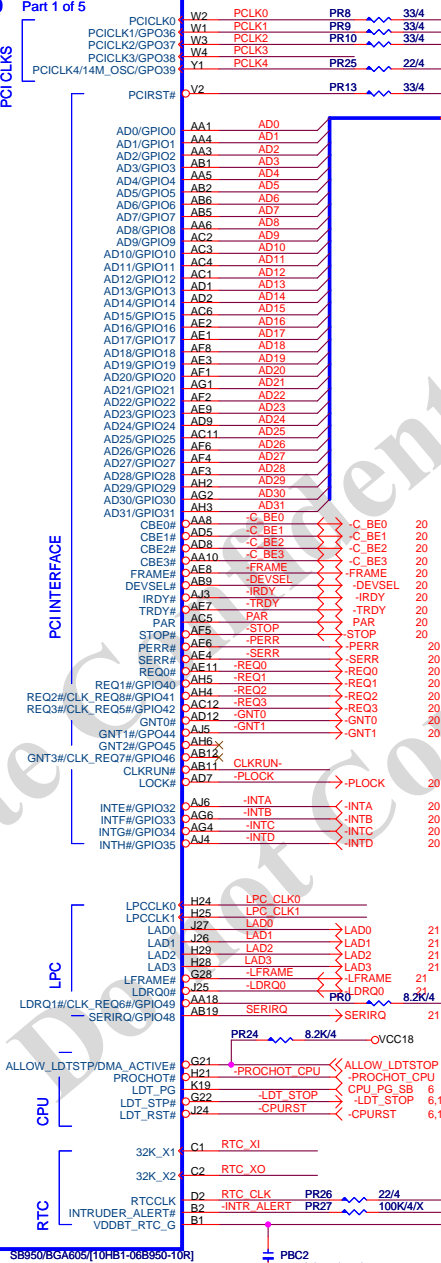 ) Part 1 of 5
PCI CLKS
PCICLK0 W2 PCLK0 PR8 33/4
PCICLK1/GPO36 W1 PCLK1 PR9 33/4
PCICLK2/GPO37 W3 PCLK2 PR10 33/4
PCICLK3/GPO38 W4 PCLK3
PCICLK4/14M_OSC/GPO39 Y1 PCLK4 PR25 22/4
PCIRST# V2 PR13 33/4
PCI INTERFACE
AD0/GPIO0 AA1 AD0
AD1/GPIO1 AA4 AD1
AD2/GPIO2 AA3 AD2
AD3/GPIO3 AB1 AD3
AD4/GPIO4 AA5 AD4
AD5/GPIO5 AB2 AD5
AD6/GPIO6 AB6 AD6
AD7/GPIO7 AB5 AD7
AD8/GPIO8 AA6 AD8
AD9/GPIO9 AC2 AD9
AD10/GPIO10 AC3 AD10
AD11/GPIO11 AC4 AD11
AD12/GPIO12 AC1 AD12
AD13/GPIO13 AD1 AD13
AD14/GPIO14 AD2 AD14
AD15/GPIO15 AC6 AD15
AD16/GPIO16 AE2 AD16
AD17/GPIO17 AE1 AD17
AD18/GPIO18 AF8 AD18
AD19/GPIO19 AE3 AD19
AD20/GPIO20 AF1 AD20
AD21/GPIO21 AG1 AD21
AD22/GPIO22 AF2 AD22
AD23/GPIO23 AE9 AD23
AD24/GPIO24 AD9 AD24
AD25/GPIO25 AC11 AD25
AD26/GPIO26 AF6 AD26
AD27/GPIO27 AF4 AD27
AD28/GPIO28 AF3 AD28
AD29/GPIO29 AH2 AD29
AD30/GPIO30 AG2 AD30
AD31/GPIO31 AH3 AD31
CBE0# AA8 -C_BE0 -C_BE0 20
CBE1# AD5 -C_BE1 -C_BE1 20
CBE2# AD8 -C_BE2 -C_BE2 20
CBE3# AA10 -C_BE3 -C_BE3 20
FRAME# AE8 -FRAME -FRAME 20
DEVSEL# AB9 -DEVSEL -DEVSEL 20
IRDY# AJ3 -IRDY -IRDY 20
TRDY# AE7 -TRDY -TRDY 20
PAR AC5 PAR PAR 20
STOP# AF5 -STOP -STOP 20
PERR# AE6 -PERR -PERR 20
SERR# AE4 -SERR -SERR 20
REQ0# AE11 -REQ0 -REQ0 20
REQ1#/GPIO40 AH5 -REQ1 -REQ1 20
REQ2#/CLK_REQ8#/GPIO41 AH4 -REQ2 -REQ2 20
REQ3#/CLK_REQ5#/GPIO42 AC12 -REQ3 -REQ3 20
GNT0# AD12 -GNT0 -GNT0 20
GNT1#/GPO44 AJ5 -GNT1 -GNT1 20
GNT2#/GPO45 AH6
GNT3#/CLK_REQ7#/GPIO46 AB12
CLKRUN# AB11 CLKRUN-
LOCK# AD7 -PLOCK -PLOCK 20
INTE#/GPIO32 AJ6 -INTA -INTA 20
INTF#/GPIO33 AG6 -INTB -INTB 20
INTG#/GPIO34 AG4 -INTC -INTC 20
INTH#/GPIO35 AJ4 -INTD -INTD 20
LPC
LPCCLK0 H24 LPC_CLK0
LPCCLK1 H25 LPC_CLK1
LAD0 J27 LAD0 LAD0 21
LAD1 J26 LAD1 LAD1 21
LAD2 H29 LAD2 LAD2 21
LAD3 H28 LAD3 LAD3 21
LFRAME# G28 -LFRAME -LFRAME 21
LDRQ0# J25 -LDRQ0 -LDRQ0 21
LDRQ1#/CLK_REQ6#/GPIO49 AA18 PR0 8.2K/4
SERIRQ/GPIO48 AB19 SERIRQ SERIRQ 21
PR24 8.2K/4 VCC18
CPU
ALLOW_LDTSTP/DMA_ACTIVE# G21 ALLOW_LDTSTOP
PROCHOT# H21 -PROCHOT_CPU -PROCHOT_CPU
LDT_PG K19 CPU_PG_SB 6
LDT_STP# G22 -LDT_STOP -LDT_STOP 6,1
LDT_RST# J24 -CPURST -CPURST 6,1
RTC
32K_X1 C1 RTC_XI
32K_X2 C2 RTC_XO
RTCCLK D2 RTC_CLK PR26 22/4
INTRUDER_ALERT# B2 -INTR_ALERT PR27 100K/4/X
VDDBT_RTC_G B1
SB950/BGA605/[10HB1-06B950-10R]
PBC2
Confident
Do not Co